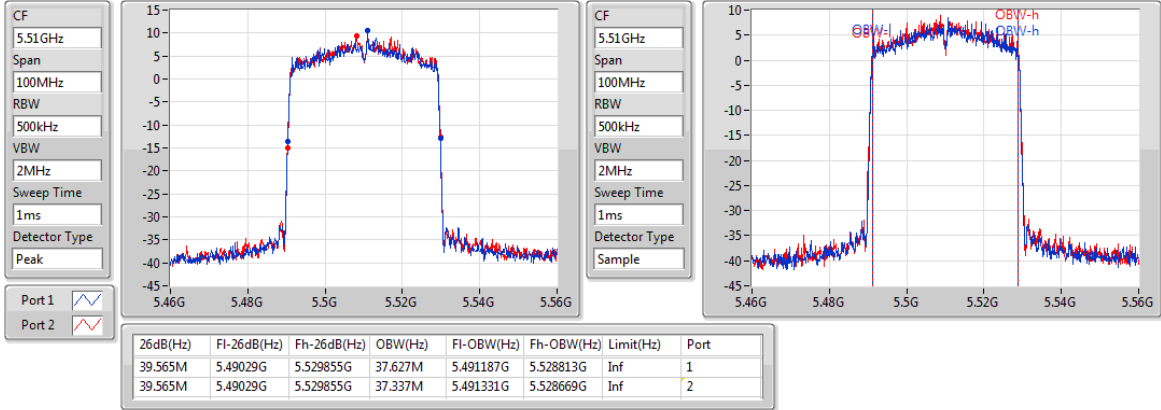 CF
5.51GHz
Span
100MHz
RBW
500kHz
VBW
2MHz
Sweep Time
1ms
Detector Type
Peak
Port 1
Port 2
15
10
5
0
-5
-10
-15
-20
-25
-30
-35
-40
-45
5.46G 5.48G 5.5G 5.52G 5.54G 5.56G
CF
5.51GHz
Span
100MHz
RBW
500kHz
VBW
2MHz
Sweep Time
1ms
Detector Type
Sample
10
5
0
-5
-10
-15
-20
-25
-30
-35
-40
-45
OBW-h
OBW-l OBW-h
OBW-l
5.46G 5.48G 5.5G 5.52G 5.54G 5.56G
26dB(Hz) Fl-26dB(Hz) Fh-26dB(Hz) OBW(Hz) Fl-OBW(Hz) Fh-OBW(Hz) Limit(Hz) Port
39.565M 5.49029G 5.529855G 37.627M 5.491187G 5.528813G Inf 1
39.565M 5.49029G 5.529855G 37.337M 5.491331G 5.528669G Inf 2